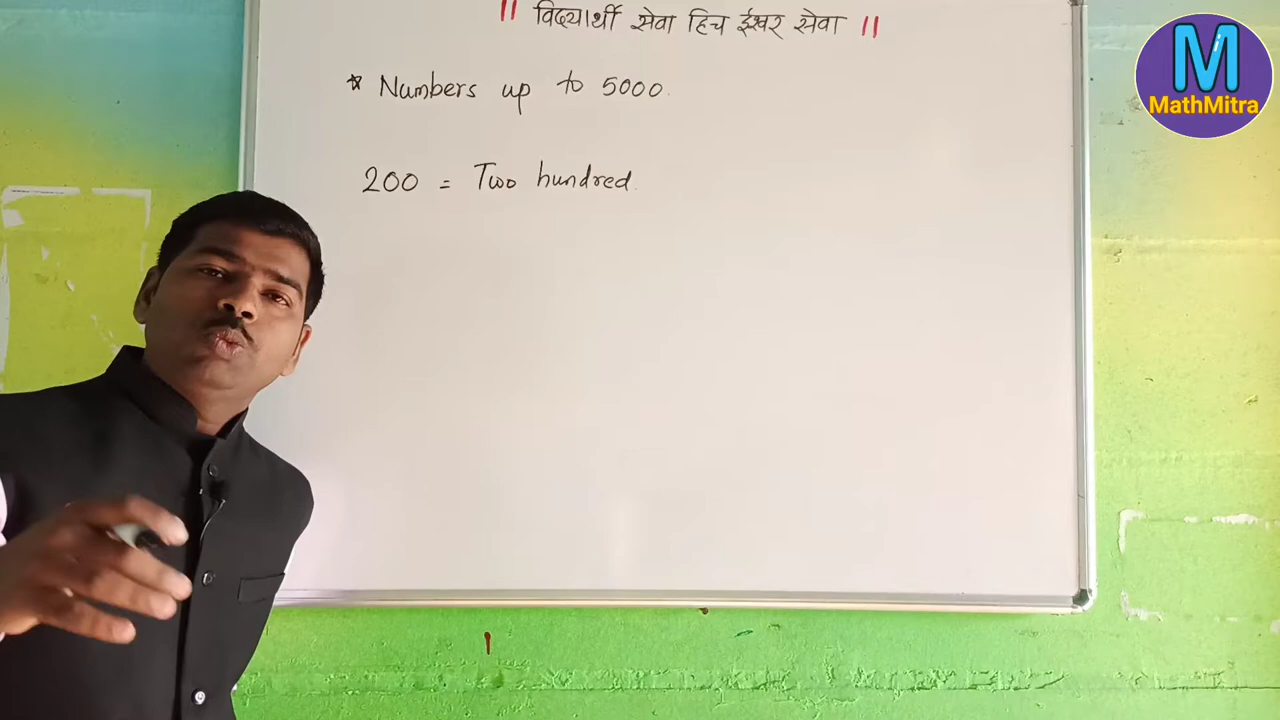 || विद्यार्थी सेवा हिच ईश्वर सेवा ||
* Numbers up to 5000.
200 = Two hundred.
M
MathMitra